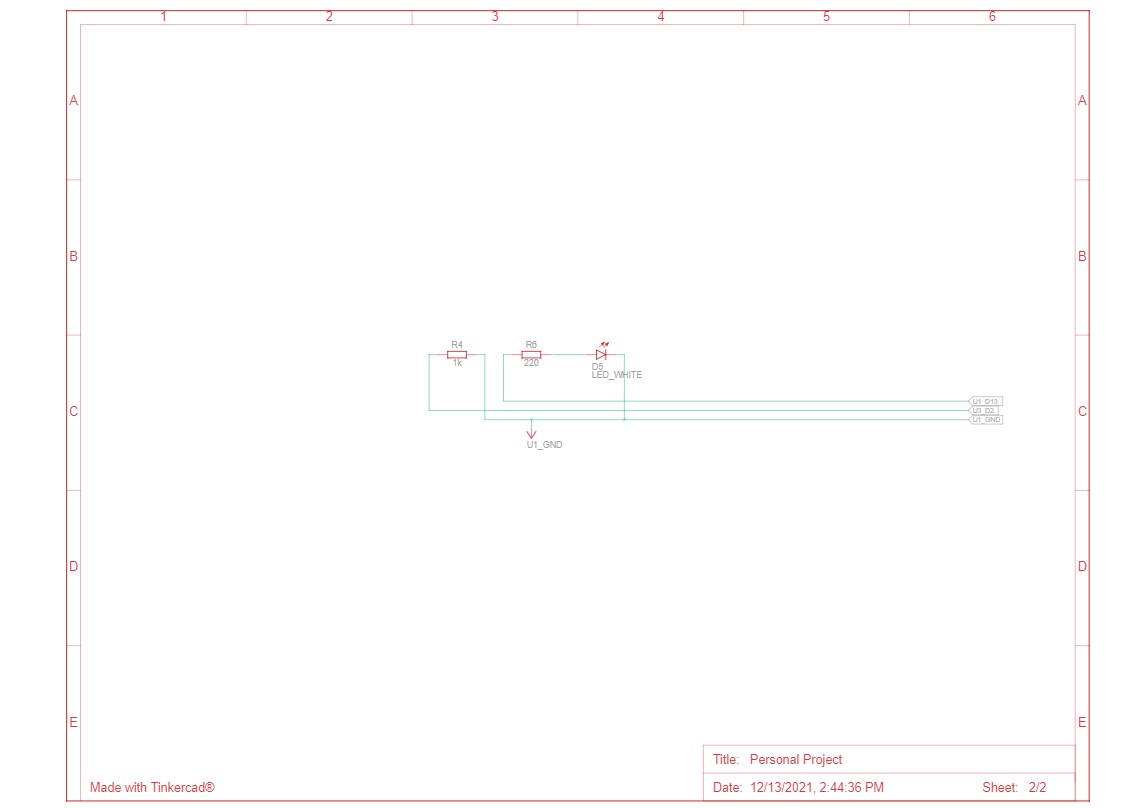 1 2 3 4 5 6
A A
B B
R4 R6
1k 220
D5
LED_WHITE
U1_D13
C U3_D2 C
U1_GND
U1_GND
D D
E E
Title: Personal Project
Made with Tinkercad® Date: 12/13/2021, 2:44:36 PM Sheet: 2/2